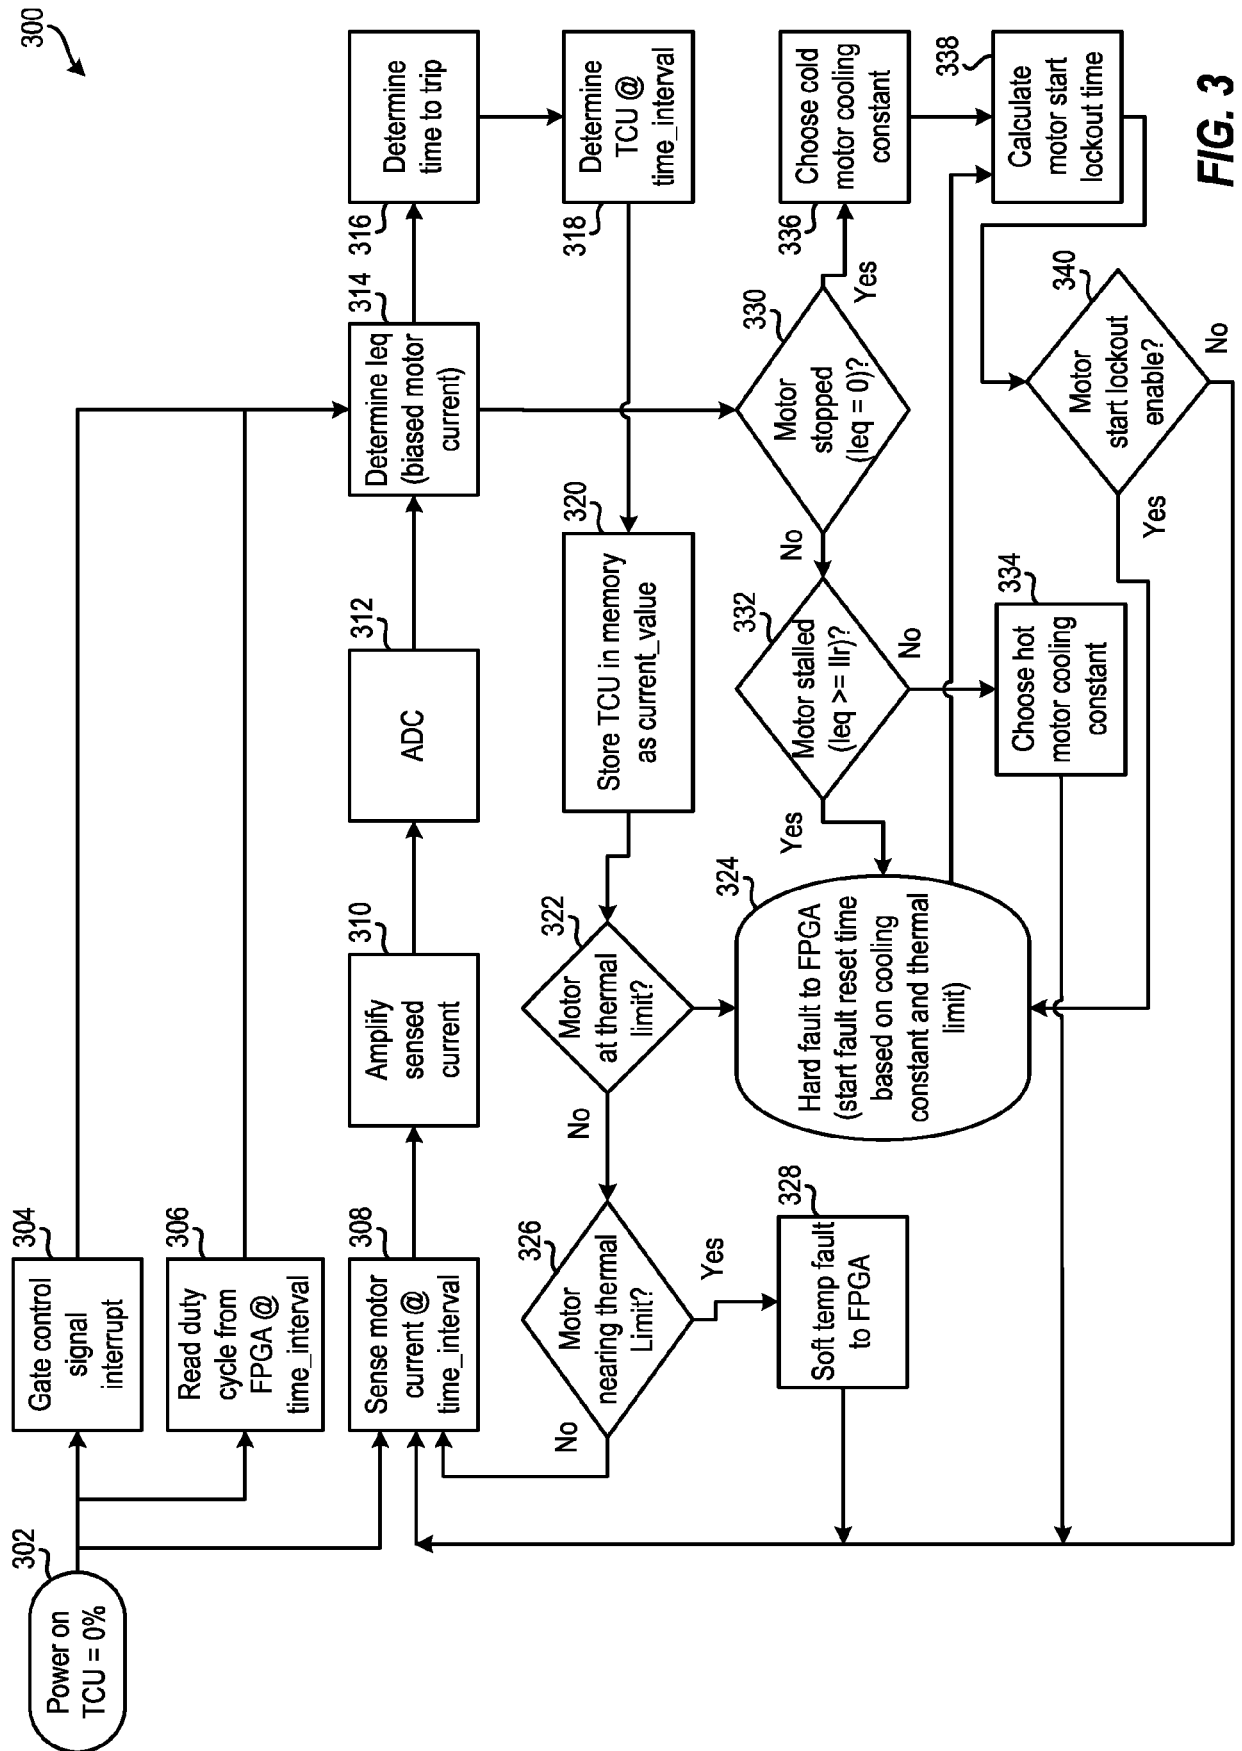 300
302
Power on
TCU = 0%
304
Gate control
signal
interrupt
306
Read duty
cycle from
FPGA @
time_interval
308
Sense motor
current @
time_interval
310
Amplify
sensed
current
312
ADC
314
Determine Ieq
(biased motor
current)
316
Determine
time to trip
318
Determine
TCU @
time_interval
320
Store TCU in memory
as current_value
322
Motor
at thermal
limit?
No
326
Motor
nearing thermal
Limit?
No
Yes
328
Soft temp fault
to FPGA
324
Hard fault to FPGA
(start fault reset time
based on cooling
constant and thermal
limit)
330
Motor
stopped
(Ieq = 0)?
No
Yes
332
Motor stalled
(Ieq >= Ilr)?
Yes
No
334
Choose hot
motor cooling
constant
336
Choose cold
motor cooling
constant
338
Calculate
motor start
lockout time
340
Motor
start lockout
enable?
Yes
No
FIG. 3